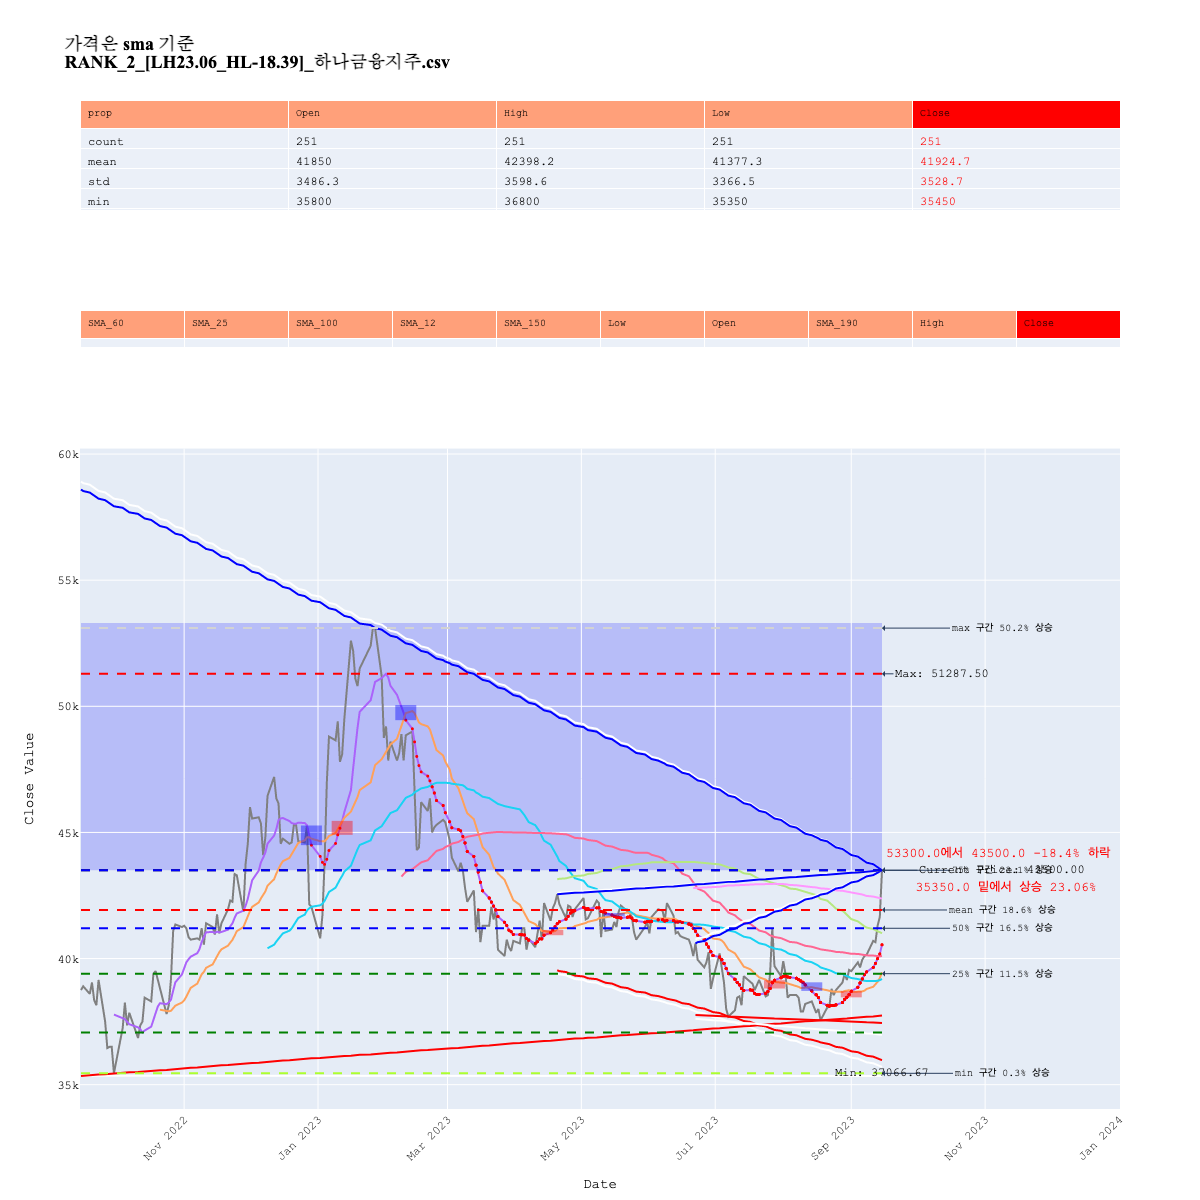 가격은 sma 기준
RANK_2_[LH23.06_HL-18.39]_하나금융지주.csv
prop Open High Low Close
count 251 251 251 251
mean 41850 42398.2 41377.3 41924.7
std 3486.3 3598.6 3366.5 3528.7
min 35800 36800 35350 35450
SMA_60 SMA_25 SMA_100 SMA_12 SMA_150 Low Open SMA_190 High Close
60k
55k
50k
45k
40k
35k
Close Value
max 구간 50.2% 상승
Max: 51287.50
53300.0에서 43500.0 -18.4% 하락
35350.0 밑에서 상승 23.06%
mean 구간 18.6% 상승
50% 구간 16.5% 상승
25% 구간 11.5% 상승
Min: 37066.67
min 구간 0.3% 상승
Nov 2022
Jan 2023
Mar 2023
May 2023
Jul 2023
Sep 2023
Nov 2023
Jan 2024
Date